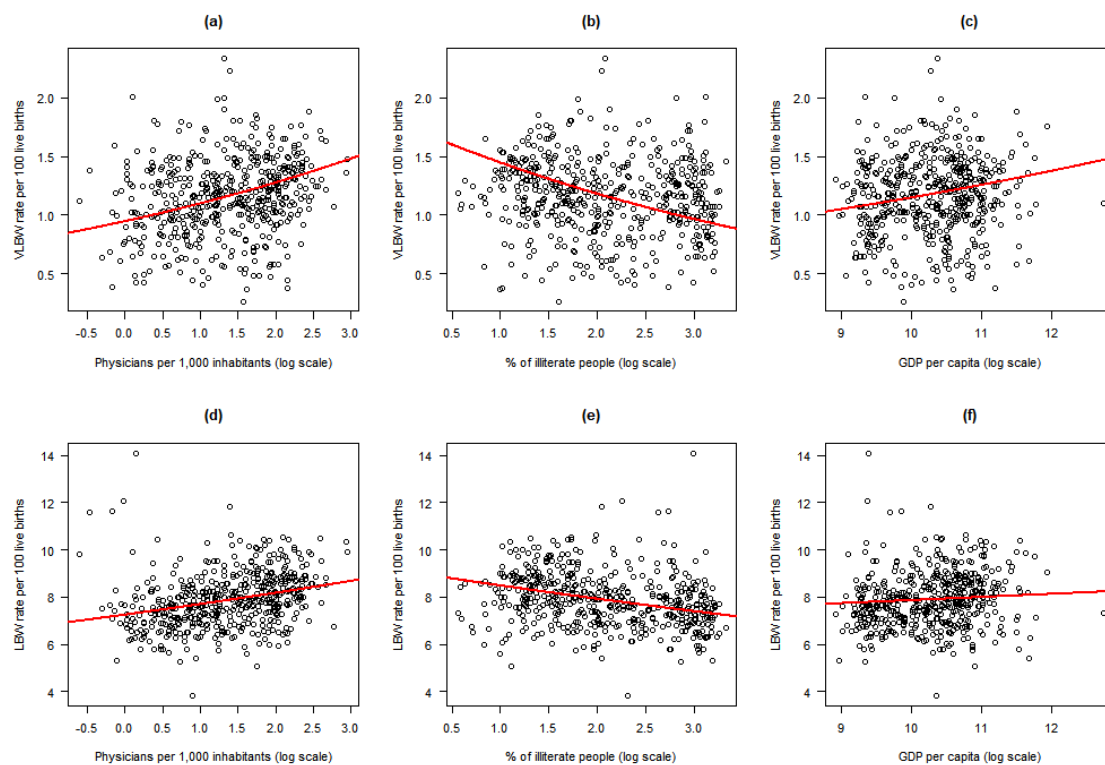 (a)
VLBW rate per 100 live births
2.0
1.5
1.0
0.5
-0.5 0.0 0.5 1.0 1.5 2.0 2.5 3.0
Physicians per 1,000 inhabitants (log scale)
(b)
VLBW rate per 100 live births
2.0
1.5
1.0
0.5
0.5 1.0 1.5 2.0 2.5 3.0
% of illiterate people (log scale)
(c)
VLBW rate per 100 live births
2.0
1.5
1.0
0.5
9 10 11 12
GDP per capita (log scale)
(d)
LBW rate per 100 live births
14
12
10
8
6
4
-0.5 0.0 0.5 1.0 1.5 2.0 2.5 3.0
Physicians per 1,000 inhabitants (log scale)
(e)
LBW rate per 100 live births
14
12
10
8
6
4
0.5 1.0 1.5 2.0 2.5 3.0
% of illiterate people (log scale)
(f)
LBW rate per 100 live births
14
12
10
8
6
4
9 10 11 12
GDP per capita (log scale)